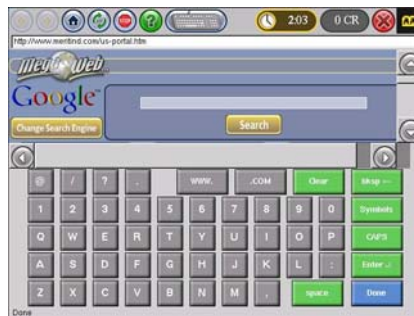 2:03 0 CR
http://www.meritind.com/us-portal.htm
MegaWeb
Google
Change Search Engine Search
@ / ? . WWW. .COM Clear Bksp ←
1 2 3 4 5 6 7 8 9 0 Symbols
Q W E R T Y U I O P CAPS
A S D F G H J K L : Enter ↵
Z X C V B N M , space Done
Done